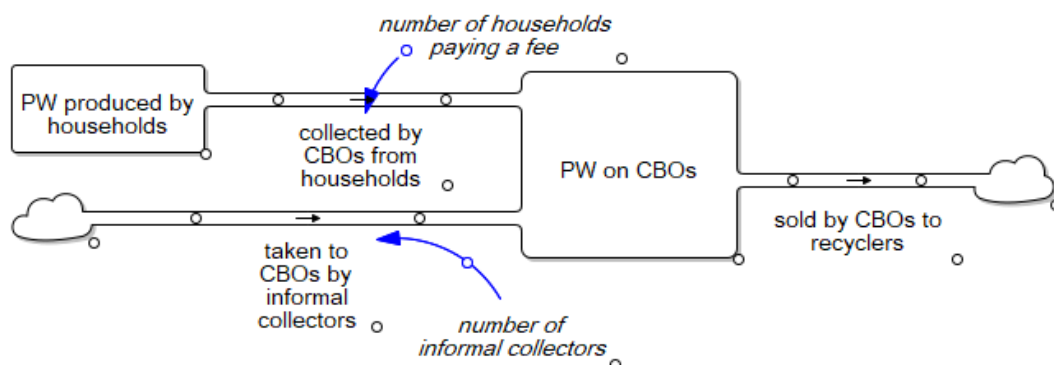 number of households
paying a fee
PW produced by
households
collected by
CBOs from
households
PW on CBOs
sold by CBOs to
recyclers
taken to
CBOs by
informal
collectors
number of
informal collectors